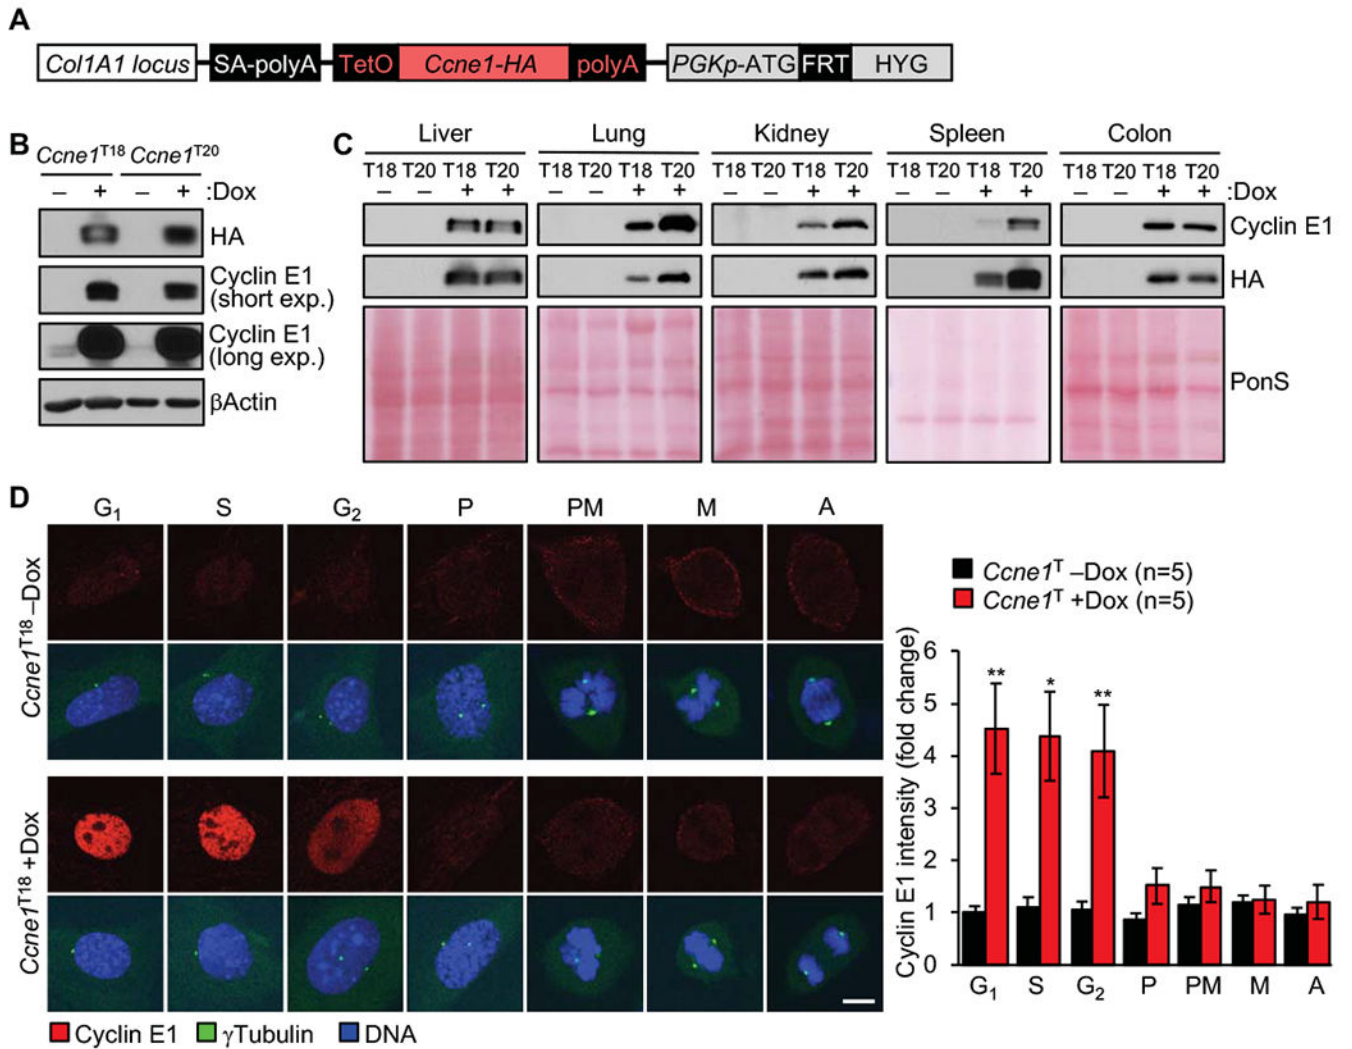 A
Col1A1 locus SA-polyA TetO Ccne1-HA polyA PGKp-ATG FRT HYG
B
Ccne1T18 Ccne1T20
– + – + :Dox
HA
Cyclin E1
(short exp.)
Cyclin E1
(long exp.)
βActin
C
Liver Lung Kidney Spleen Colon
T18 T20 T18 T20 T18 T20 T18 T20 T18 T20 T18 T20 T18 T20 T18 T20 T18 T20 T18 T20
– – + + – – + + – – + + – – + + – – + + :Dox
Cyclin E1
HA
PonS
D
G1 S G2 P PM M A
Ccne1T18 –Dox
Ccne1T18 +Dox
Cyclin E1 γTubulin DNA
Ccne1T –Dox (n=5)
Ccne1T +Dox (n=5)
Cyclin E1 intensity (fold change)
6
5
4
3
2
1
0
** * **
G1 S G2 P PM M A